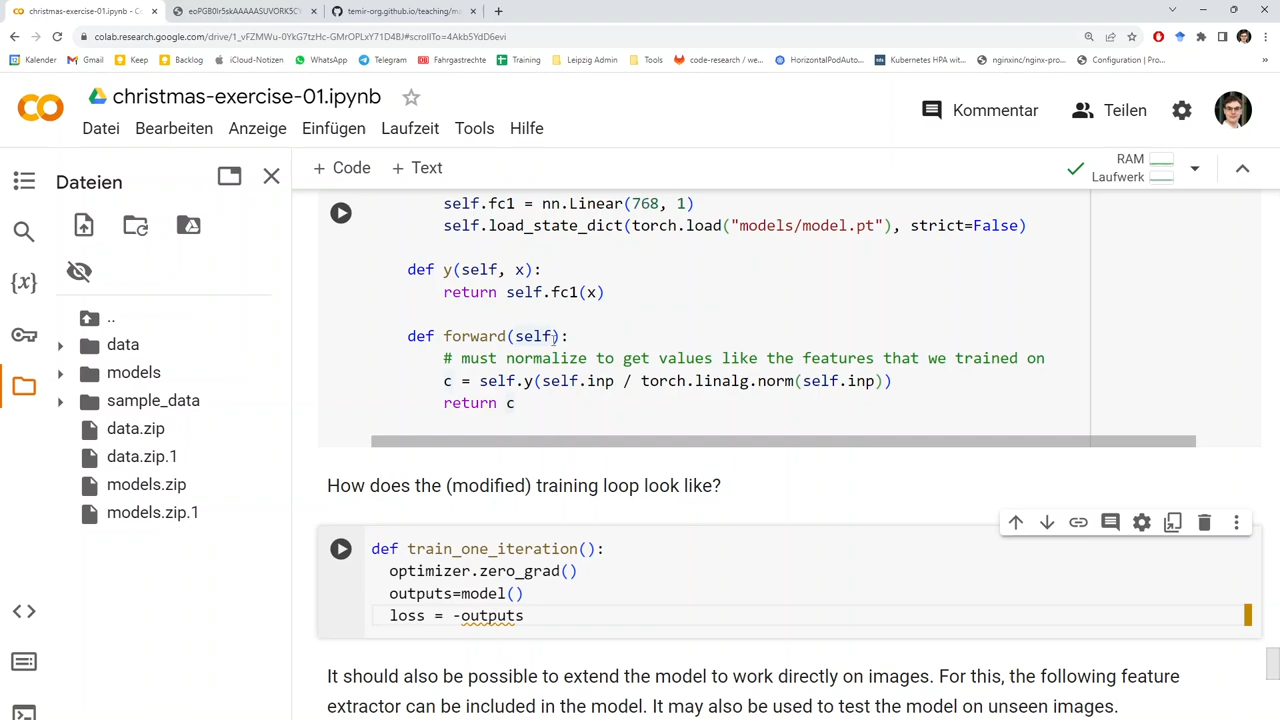 christmas-exercise-01.ipynb - C
eoPGB0Ir5skAAAAASUVORK5CY
temir-org.github.io/teaching/ma
colab.research.google.com/drive/1_vFZMWu-0YkG7tzHc-GMrOPLxY71D4BJ#scrollTo=4Akb5YdD6evi
Kalender Gmail Keep Backlog iCloud-Notizen WhatsApp Telegram Fahrgastrechte Training Leipzig Admin Tools code-research / we... HorizontalPodAuto... Kubernetes HPA wit... nginxinc/nginx-pro... Configuration | Pro...
christmas-exercise-01.ipynb
Kommentar Teilen
Datei Bearbeiten Anzeige Einfügen Laufzeit Tools Hilfe
Dateien
+ Code + Text
RAM
Laufwerk
..
data
models
sample_data
data.zip
data.zip.1
models.zip
models.zip.1
self.fc1 = nn.Linear(768, 1)
self.load_state_dict(torch.load("models/model.pt"), strict=False)
def y(self, x):
return self.fc1(x)
def forward(self):
# must normalize to get values like the features that we trained on
c = self.y(self.inp / torch.linalg.norm(self.inp))
return c
How does the (modified) training loop look like?
def train_one_iteration():
optimizer.zero_grad()
outputs=model()
loss = -outputs
It should also be possible to extend the model to work directly on images. For this, the following feature
extractor can be included in the model. It may also be used to test the model on unseen images.